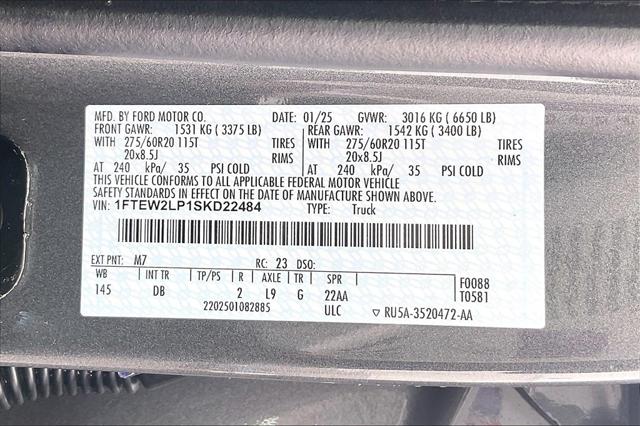 MFD. BY FORD MOTOR CO. DATE: 01/25 GVWR: 3016 KG ( 6650 LB)
FRONT GAWR: 1531 KG ( 3375 LB) REAR GAWR: 1542 KG ( 3400 LB)
WITH 275/60R20 115T TIRES WITH 275/60R20 115T TIRES
20x8.5J RIMS 20x8.5J RIMS
AT 240 kPa/ 35 PSI COLD AT 240 kPa/ 35 PSI COLD
THIS VEHICLE CONFORMS TO ALL APPLICABLE FEDERAL MOTOR VEHICLE
SAFETY STANDARDS IN EFFECT ON THE DATE OF MANUFACTURE SHOWN ABOVE.
VIN: 1FTEW2LP1SKD22484 TYPE: Truck
EXT PNT: M7 RC: 23 DSO:
WB INT TR TP/PS R AXLE TR SPR F0088
145 DB 2 L9 G 22AA T0581
2202501082885 ULC RU5A-3520472-AA